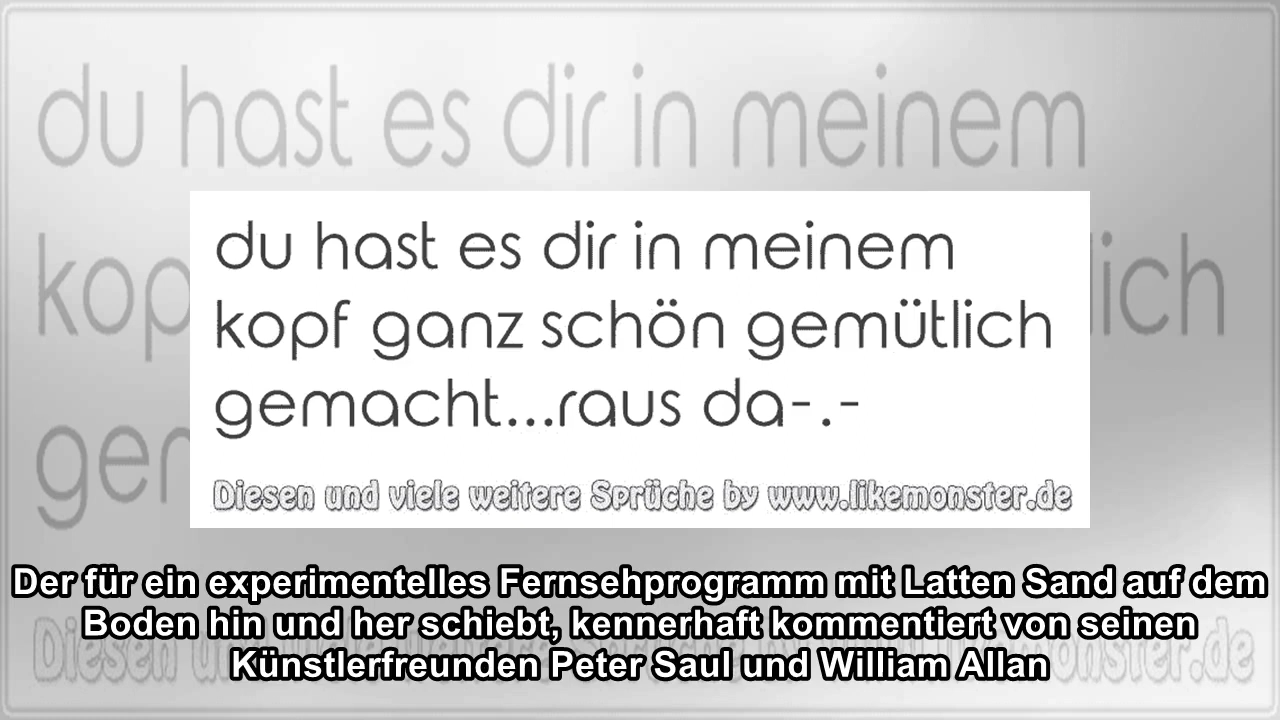 du hast es dir in meinem
kopf ganz schön gemütlich
gemacht...raus da-.-
Diesen und viele weitere Sprüche by www.likemonster.de
Der für ein experimentelles Fernsehprogramm mit Latten Sand auf dem
Boden hin und her schiebt, kennerhaft kommentiert von seinen
Künstlerfreunden Peter Saul und William Allan